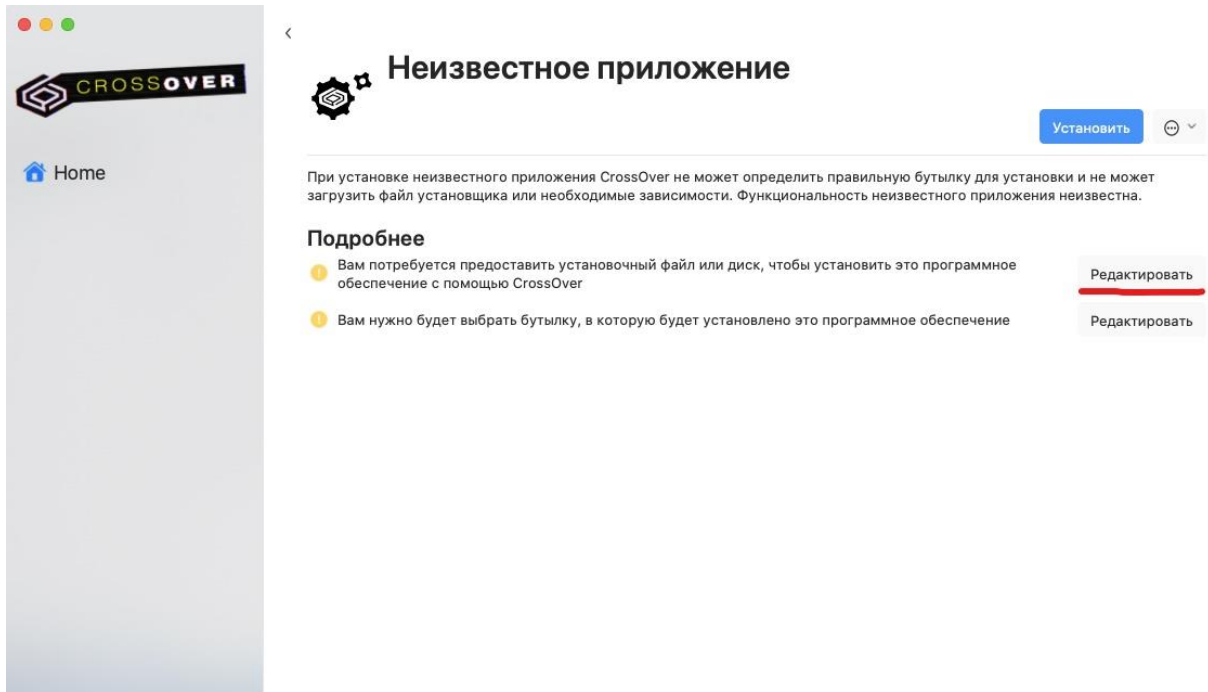 CROSSOVER
Home
Неизвестное приложение
Установить
При установке неизвестного приложения CrossOver не может определить правильную бутылку для установки и не может
загрузить файл установщика или необходимые зависимости. Функциональность неизвестного приложения неизвестна.
Подробнее
Вам потребуется предоставить установочный файл или диск, чтобы установить это программное
обеспечение с помощью CrossOver
Редактировать
Вам нужно будет выбрать бутылку, в которую будет установлено это программное обеспечение
Редактировать